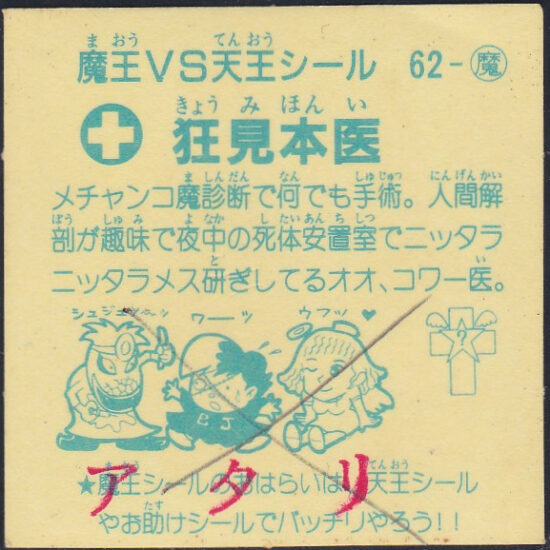 魔王VS天王シール 62-魔
狂見本医
メチャンコ魔診断で何でも手術。人間解
剖が趣味で夜中の死体安置室でニッタラ
ニッタラメス研ぎしてるオオ、コワー医。
ワーッ ウフッ♥
?
BJ
アタリ
★魔王シールのおはらいは、天王シール
やお助けシールでバッチリやろう!!